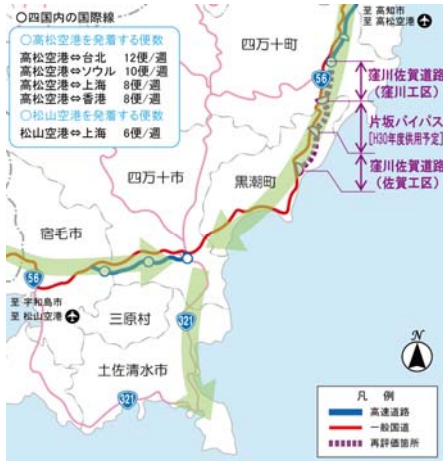 ○四国内の国際線
○高松空港を発着する便数
高松空港⇔台北 12便/週
高松空港⇔ソウル 10便/週
高松空港⇔上海 8便/週
高松空港⇔香港 8便/週
○松山空港を発着する便数
松山空港⇔上海 6便/週
至 高知市
至 高松空港
四万十町
56
窪川佐賀道路
(窪川工区)
片坂バイパス
[H30年度供用予定]
窪川佐賀道路
(佐賀工区)
四万十市
黒潮町
宿毛市
56
至 宇和島市
至 松山空港
三原村
321
土佐清水市
321
N
凡 例
高速道路
一般国道
再評価箇所